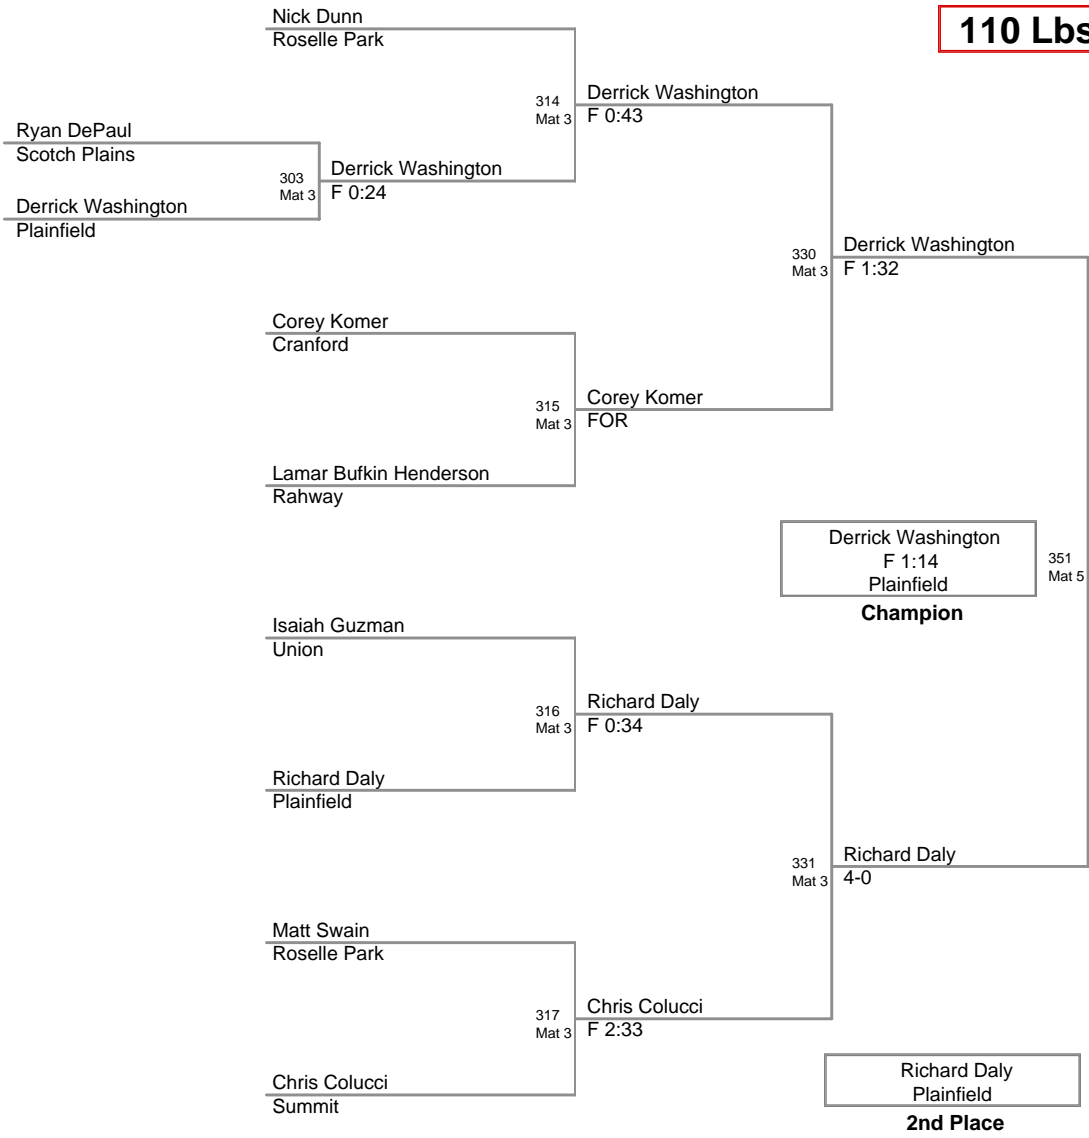 Nick Dunn
Roselle Park
110 Lbs
314
Mat 3
Derrick Washington
F 0:43
Ryan DePaul
Scotch Plains
303
Mat 3
Derrick Washington
F 0:24
Derrick Washington
Plainfield
330
Mat 3
Derrick Washington
F 1:32
Corey Komer
Cranford
315
Mat 3
Corey Komer
FOR
Lamar Bufkin Henderson
Rahway
Derrick Washington
F 1:14
Plainfield
Champion
351
Mat 5
Isaiah Guzman
Union
316
Mat 3
Richard Daly
F 0:34
Richard Daly
Plainfield
331
Mat 3
Richard Daly
4-0
Matt Swain
Roselle Park
317
Mat 3
Chris Colucci
F 2:33
Chris Colucci
Summit
Richard Daly
Plainfield
2nd Place